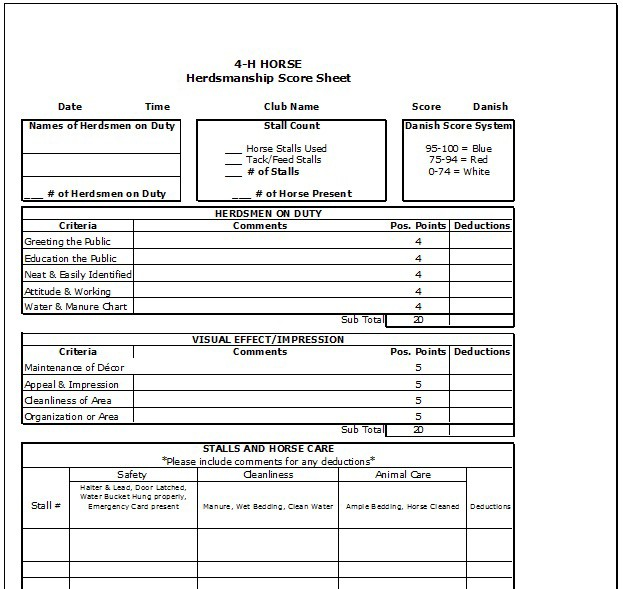 4-H HORSE
Herdsmanship Score Sheet
Date Time Club Name Score Danish
Names of Herdsmen on Duty
___ # of Herdsmen on Duty
Stall Count
___ Horse Stalls Used
___ Tack/Feed Stalls
___ # of Stalls
___ # of Horse Present
Danish Score System
95-100 = Blue
75-94 = Red
0-74 = White
HERDSMEN ON DUTY
Criteria Comments Pos. Points Deductions
Greeting the Public 4
Education the Public 4
Neat & Easily Identified 4
Attitude & Working 4
Water & Manure Chart 4
Sub Total 20
VISUAL EFFECT/IMPRESSION
Criteria Comments Pos. Points Deductions
Maintenance of Décor 5
Appeal & Impression 5
Cleanliness of Area 5
Organization or Area 5
Sub Total 20
STALLS AND HORSE CARE
*Please include comments for any deductions*
Safety Cleanliness Animal Care
Halter & Lead, Door Latched,
Water Bucket Hung properly,
Stall # Emergency Card present Manure, Wet Bedding, Clean Water Ample Bedding, Horse Cleaned Deductions